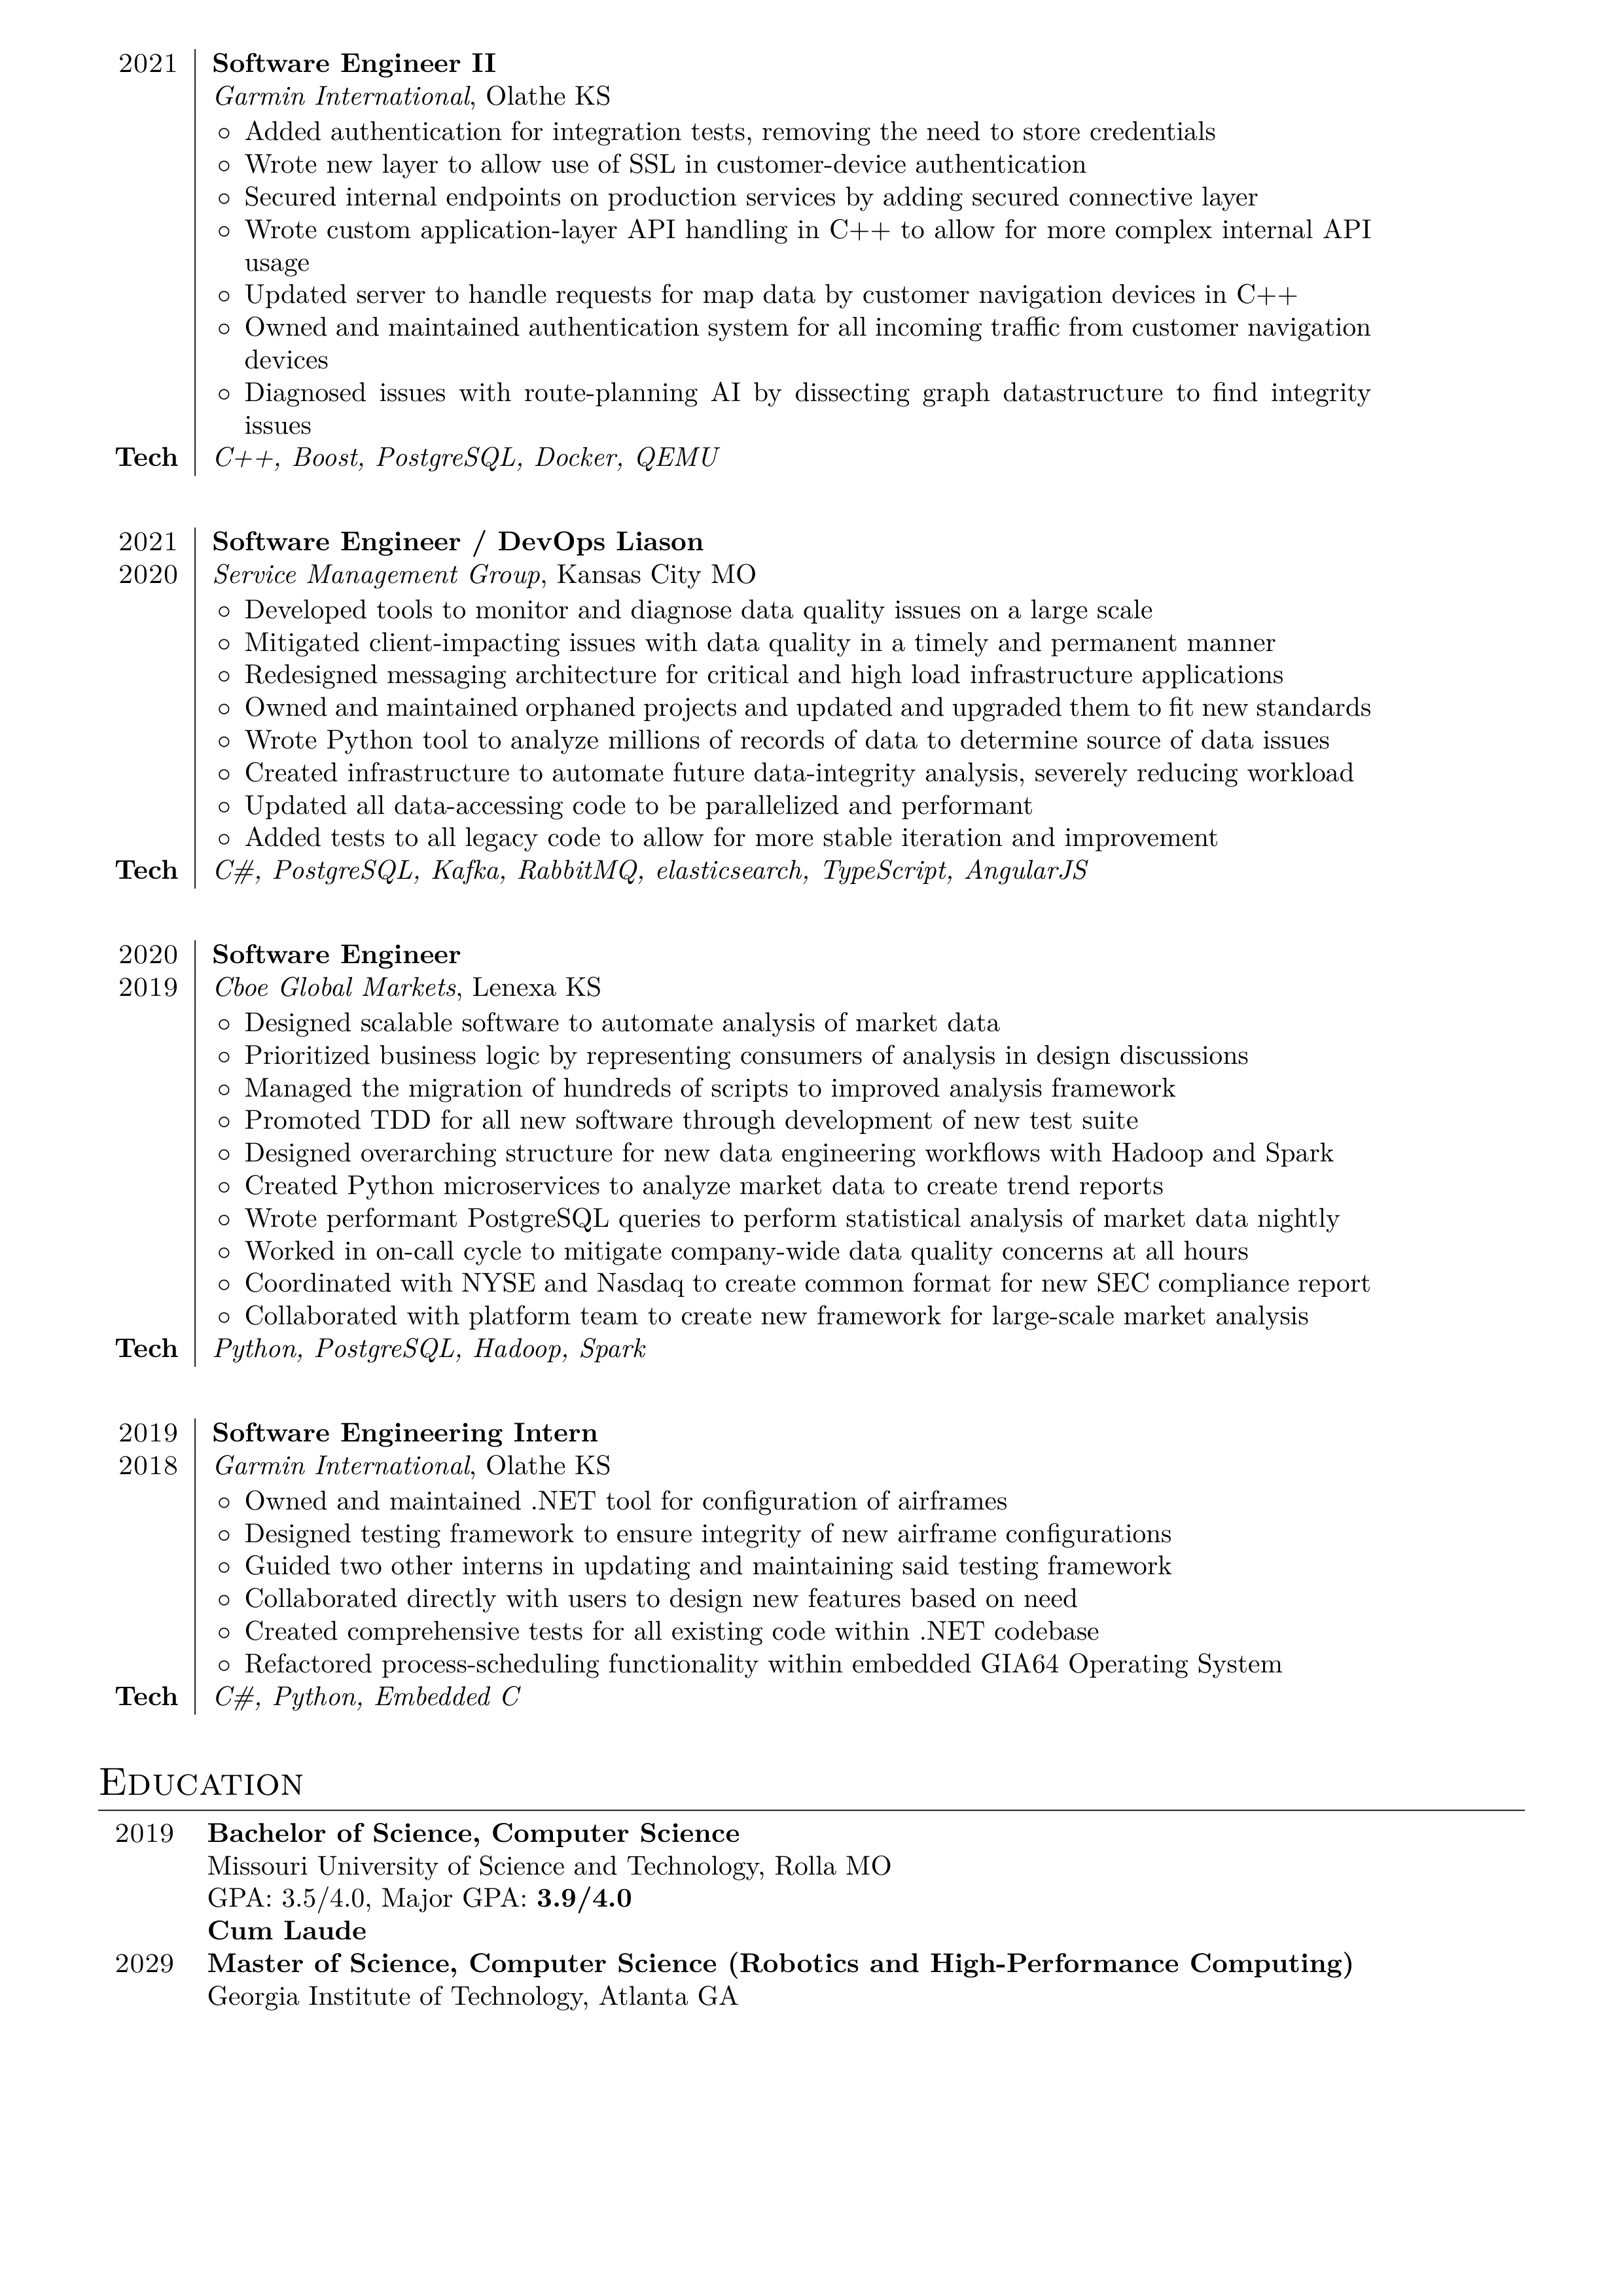 2021 Software Engineer II
Garmin International, Olathe KS
◦ Added authentication for integration tests, removing the need to store credentials
◦ Wrote new layer to allow use of SSL in customer-device authentication
◦ Secured internal endpoints on production services by adding secured connective layer
◦ Wrote custom application-layer API handling in C++ to allow for more complex internal API
usage
◦ Updated server to handle requests for map data by customer navigation devices in C++
◦ Owned and maintained authentication system for all incoming traffic from customer navigation
devices
◦ Diagnosed issues with route-planning AI by dissecting graph datastructure to find integrity
issues
Tech C++, Boost, PostgreSQL, Docker, QEMU
2021 Software Engineer / DevOps Liason
2020 Service Management Group, Kansas City MO
◦ Developed tools to monitor and diagnose data quality issues on a large scale
◦ Mitigated client-impacting issues with data quality in a timely and permanent manner
◦ Redesigned messaging architecture for critical and high load infrastructure applications
◦ Owned and maintained orphaned projects and updated and upgraded them to fit new standards
◦ Wrote Python tool to analyze millions of records of data to determine source of data issues
◦ Created infrastructure to automate future data-integrity analysis, severely reducing workload
◦ Updated all data-accessing code to be parallelized and performant
◦ Added tests to all legacy code to allow for more stable iteration and improvement
Tech C#, PostgreSQL, Kafka, RabbitMQ, elasticsearch, TypeScript, AngularJS
2020 Software Engineer
2019 Cboe Global Markets, Lenexa KS
◦ Designed scalable software to automate analysis of market data
◦ Prioritized business logic by representing consumers of analysis in design discussions
◦ Managed the migration of hundreds of scripts to improved analysis framework
◦ Promoted TDD for all new software through development of new test suite
◦ Designed overarching structure for new data engineering workflows with Hadoop and Spark
◦ Created Python microservices to analyze market data to create trend reports
◦ Wrote performant PostgreSQL queries to perform statistical analysis of market data nightly
◦ Worked in on-call cycle to mitigate company-wide data quality concerns at all hours
◦ Coordinated with NYSE and Nasdaq to create common format for new SEC compliance report
◦ Collaborated with platform team to create new framework for large-scale market analysis
Tech Python, PostgreSQL, Hadoop, Spark
2019 Software Engineering Intern
2018 Garmin International, Olathe KS
◦ Owned and maintained .NET tool for configuration of airframes
◦ Designed testing framework to ensure integrity of new airframe configurations
◦ Guided two other interns in updating and maintaining said testing framework
◦ Collaborated directly with users to design new features based on need
◦ Created comprehensive tests for all existing code within .NET codebase
◦ Refactored process-scheduling functionality within embedded GIA64 Operating System
Tech C#, Python, Embedded C
Education
2019 Bachelor of Science, Computer Science
Missouri University of Science and Technology, Rolla MO
GPA: 3.5/4.0, Major GPA: 3.9/4.0
Cum Laude
2029 Master of Science, Computer Science (Robotics and High-Performance Computing)
Georgia Institute of Technology, Atlanta GA